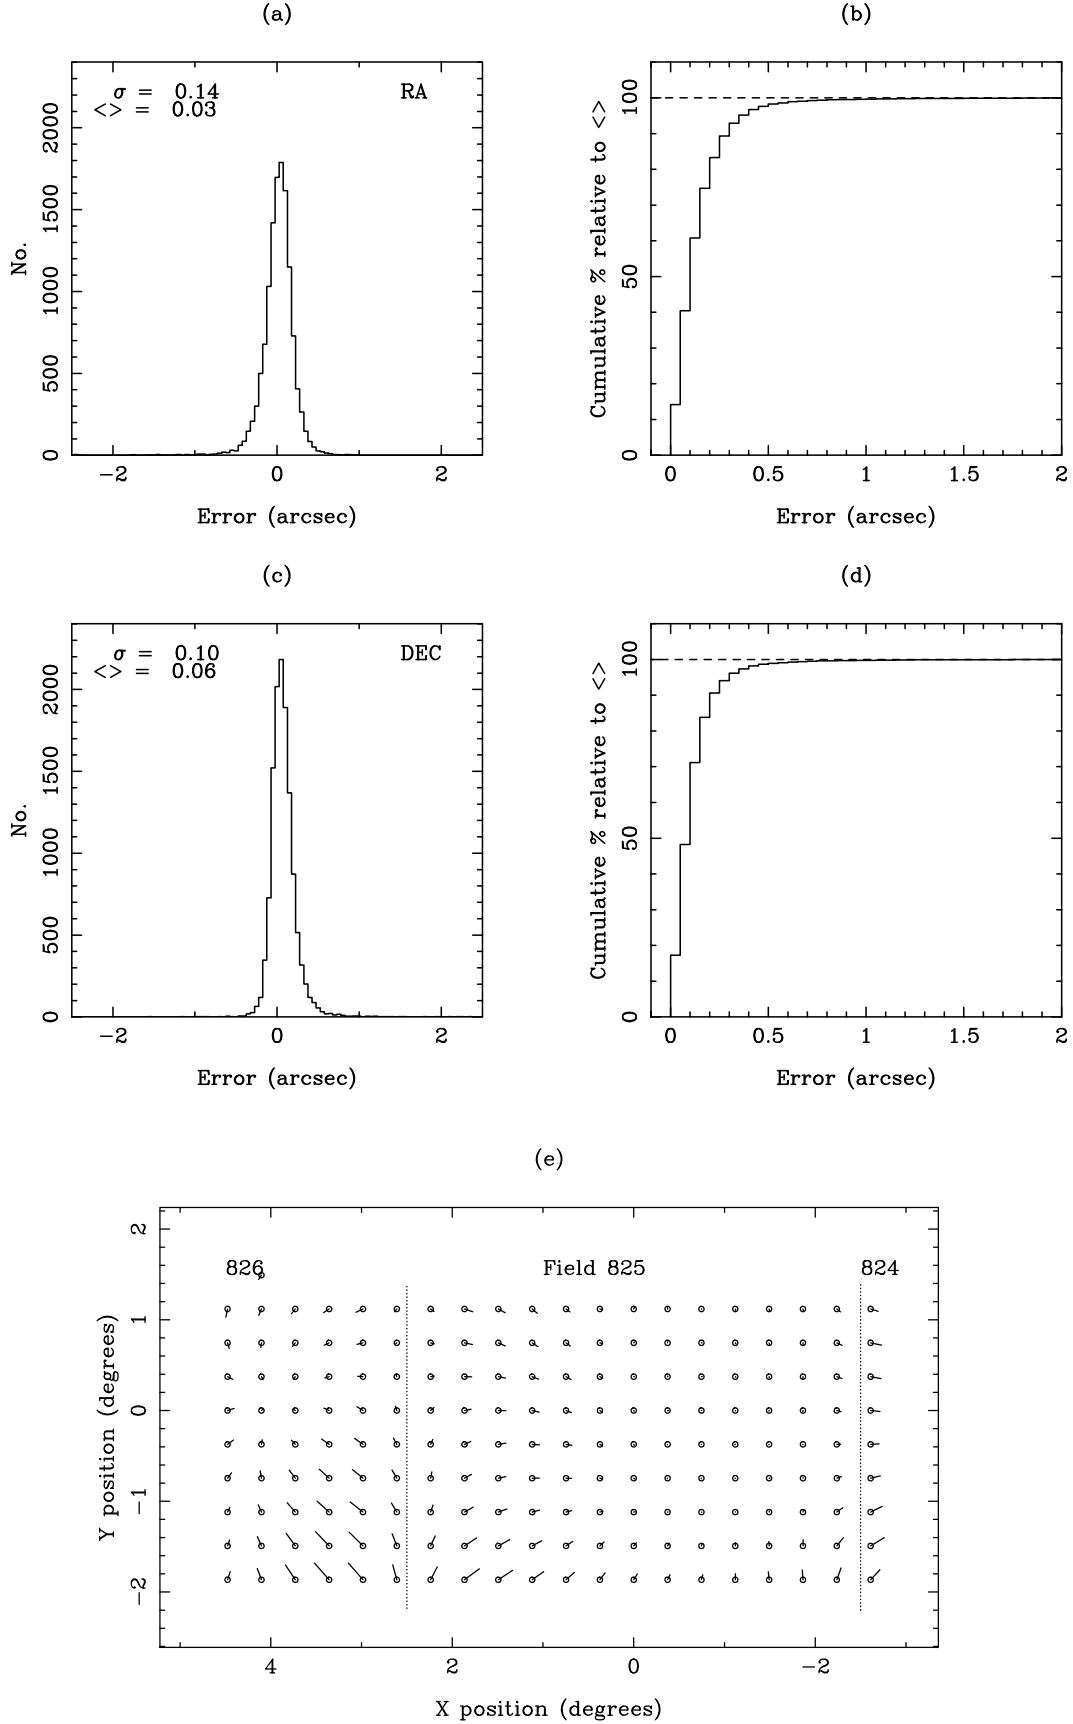 (a)
σ = 0.14
<> = 0.03
RA
No.
0
500
1000
1500
2000
−2
0
2
Error (arcsec)
(b)
Cumulative % relative to <>
0
50
100
0
0.5
1
1.5
2
Error (arcsec)
(c)
σ = 0.10
<> = 0.06
DEC
No.
0
500
1000
1500
2000
−2
0
2
Error (arcsec)
(d)
Cumulative % relative to <>
0
50
100
0
0.5
1
1.5
2
Error (arcsec)
(e)
826
Field 825
824
Y position (degrees)
2
1
0
−1
−2
4
2
0
−2
X position (degrees)